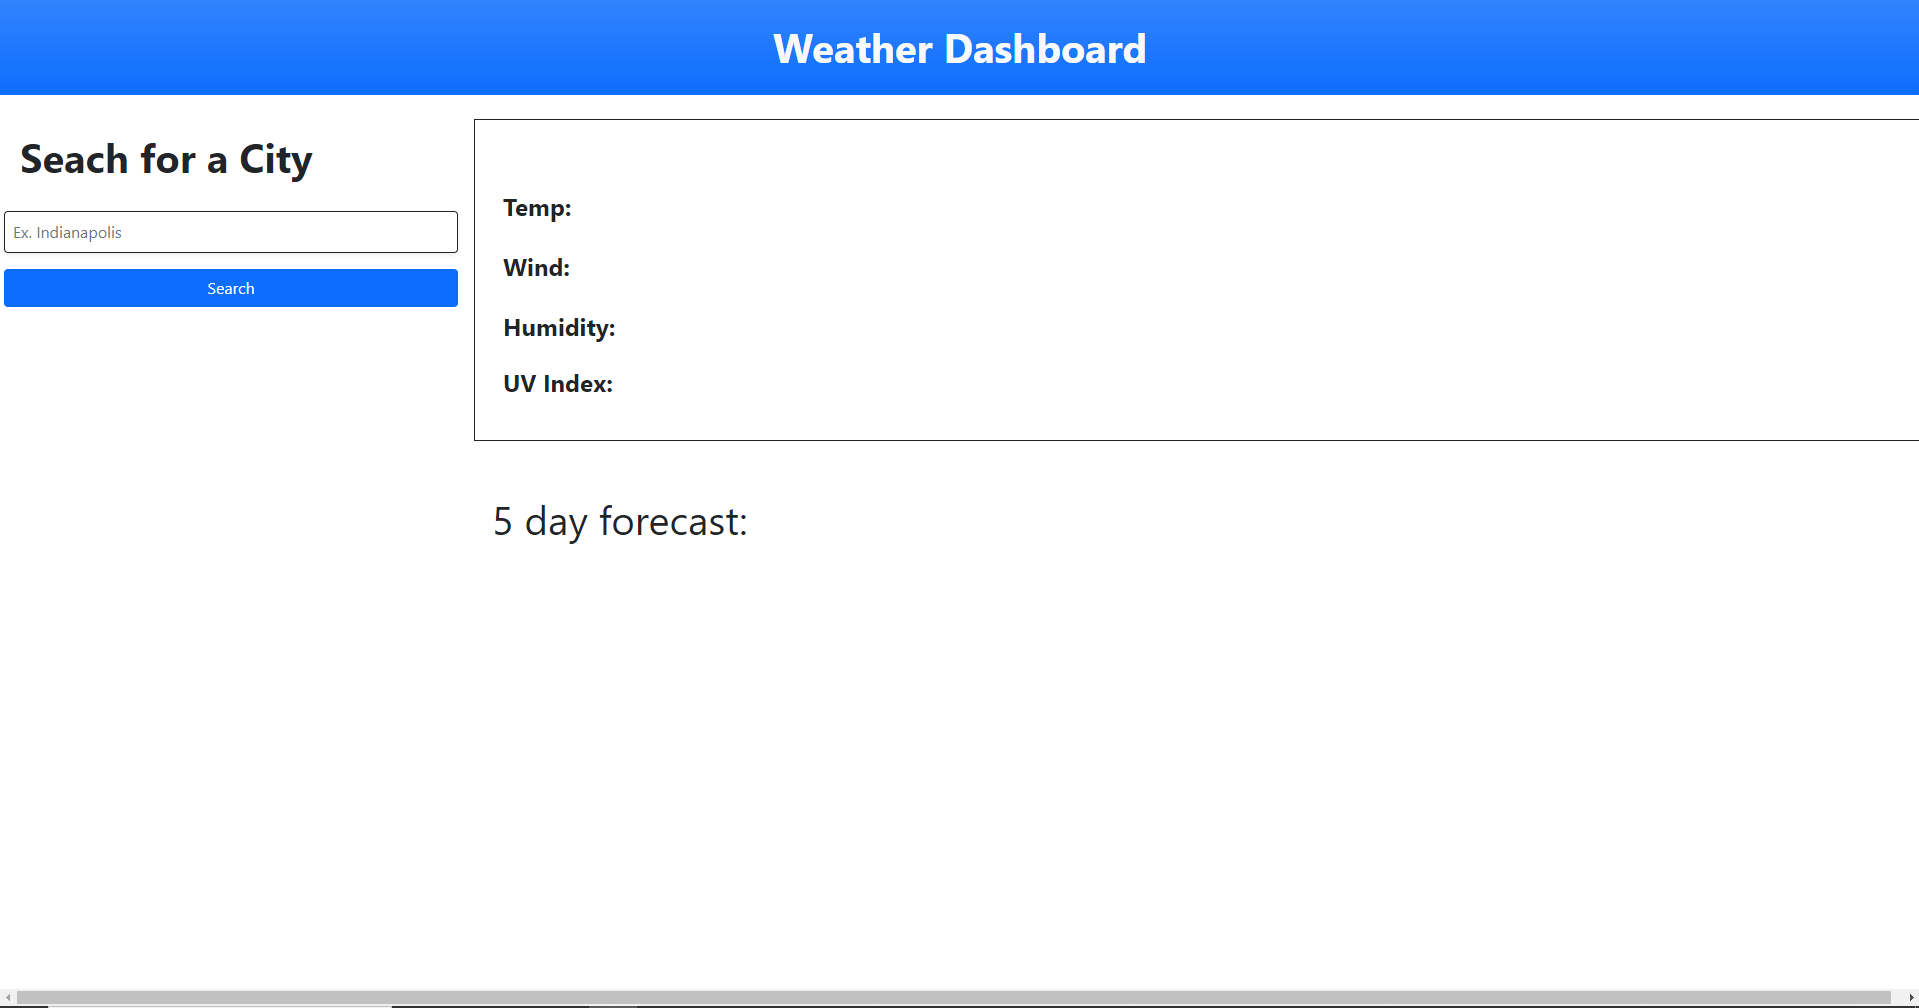 Weather Dashboard
Seach for a City
Ex. Indianapolis
Search
Temp:
Wind:
Humidity:
UV Index:
5 day forecast: